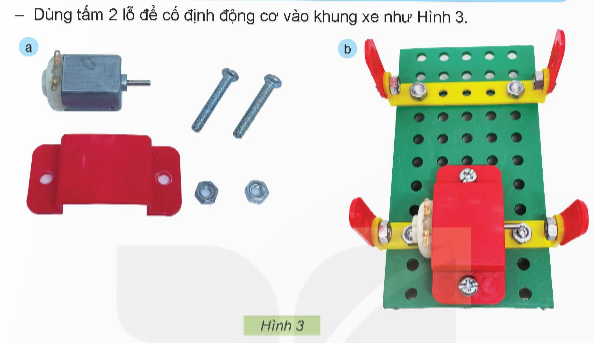 – Dùng tấm 2 lỗ để cố định động cơ vào khung xe như Hình 3.
a
b
Hình 3